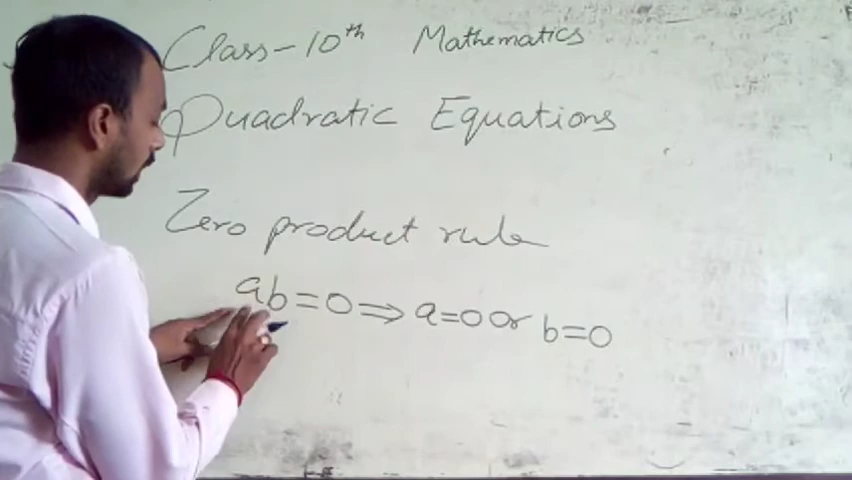 Class-10th Mathematics
Quadratic Equations
Zero product rule
ab=0⇒a=0 Or b=0